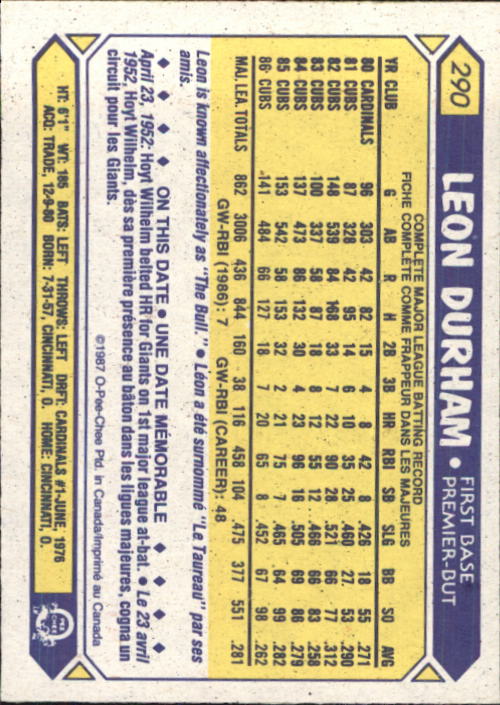 290
LEON DURHAM • FIRST BASE
PREMIER-BUT
290
COMPLETE MAJOR LEAGUE BATTING RECORD
FICHE COMPLÈTE COMME FRAPPEUR DANS LES MAJEURES
YR CLUB G AB R H 2B 3B HR RBI SB SLG BB SO AVG
80 CARDINALS 96 303 42 82 15 4 8 42 8 .426 18 55 .271
81 CUBS 87 328 42 95 14 6 10 35 25 .460 27 53 .290
82 CUBS 148 539 84 168 33 7 22 90 28 .521 66 77 .312
83 CUBS 100 337 58 87 18 8 12 55 12 .466 66 83 .258
84 CUBS 137 473 86 132 30 4 23 96 16 .505 69 86 .279
85 CUBS 153 542 58 153 32 2 21 75 7 .465 64 99 .282
86 CUBS 141 484 66 127 18 7 20 65 8 .452 67 98 .262
MAJ. LEA. TOTALS 862 3006 436 844 160 38 116 458 104 .475 377 551 .281
GW-RBI (1986): 7 GW-RBI (CAREER): 48
Leon is known affectionately as "The Bull." • Léon a été surnommé "Le Taureau" par ses
amis.
♦ ♦ ♦ ♦ ON THIS DATE • UNE DATE MÉMORABLE ♦ ♦ ♦ ♦
April 23, 1952: Hoyt Wilhelm belted HR for Giants on 1st major league at-bat. • Le 23 avril
1952, Hoyt Wilhelm, dès sa première présence au bâton dans les ligues majeures, cogna un
circuit pour les Giants.
©1987 O-Pee-Chee Ptd. in Canada/Imprimé au Canada
HT: 6'1" WT: 185 BATS: LEFT THROWS: LEFT DRFT: CARDINALS #1-JUNE, 1976
ACQ: TRADE, 12-9-80 BORN: 7-31-57, CINCINNATI, O. HOME: CINCINNATI, O.
O PEE CHEE